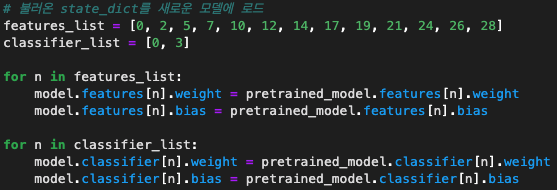 # 불러온 state_dict를 새로운 모델에 로드
features_list = [0, 2, 5, 7, 10, 12, 14, 17, 19, 21, 24, 26, 28]
classifier_list = [0, 3]
for n in features_list:
model.features[n].weight = pretrained_model.features[n].weight
model.features[n].bias = pretrained_model.features[n].bias
for n in classifier_list:
model.classifier[n].weight = pretrained_model.classifier[n].weight
model.classifier[n].bias = pretrained_model.classifier[n].bias